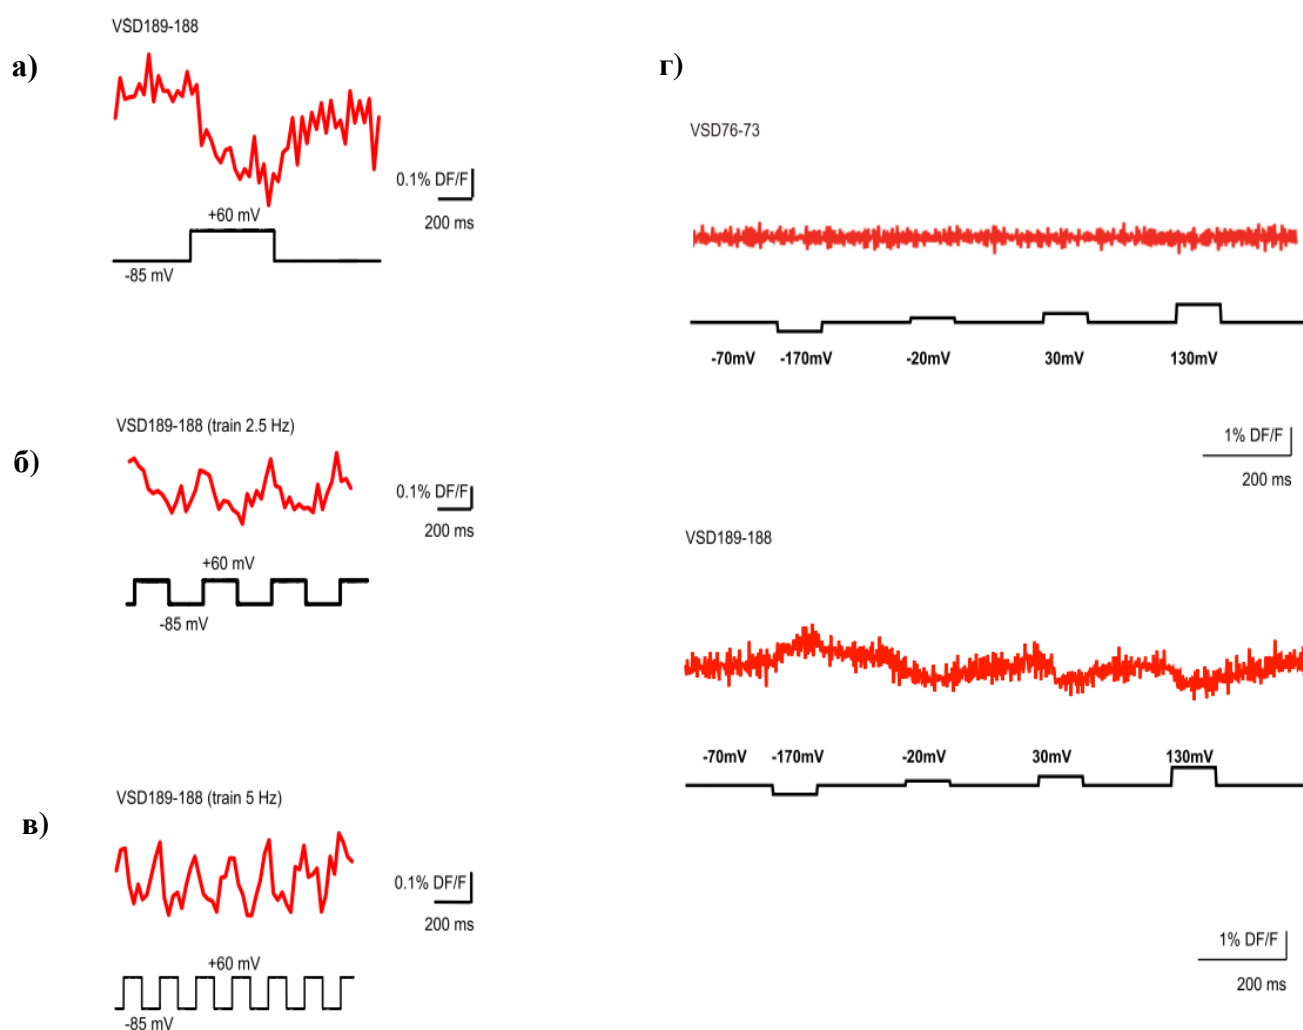 VSD189-188
а)
0.1% DF/F
200 ms
+60 mV
-85 mV
VSD189-188 (train 2.5 Hz)
б)
0.1% DF/F
200 ms
+60 mV
-85 mV
VSD189-188 (train 5 Hz)
в)
0.1% DF/F
200 ms
+60 mV
-85 mV
г)
VSD76-73
-70mV -170mV -20mV 30mV 130mV
1% DF/F
200 ms
VSD189-188
-70mV -170mV -20mV 30mV 130mV
1% DF/F
200 ms